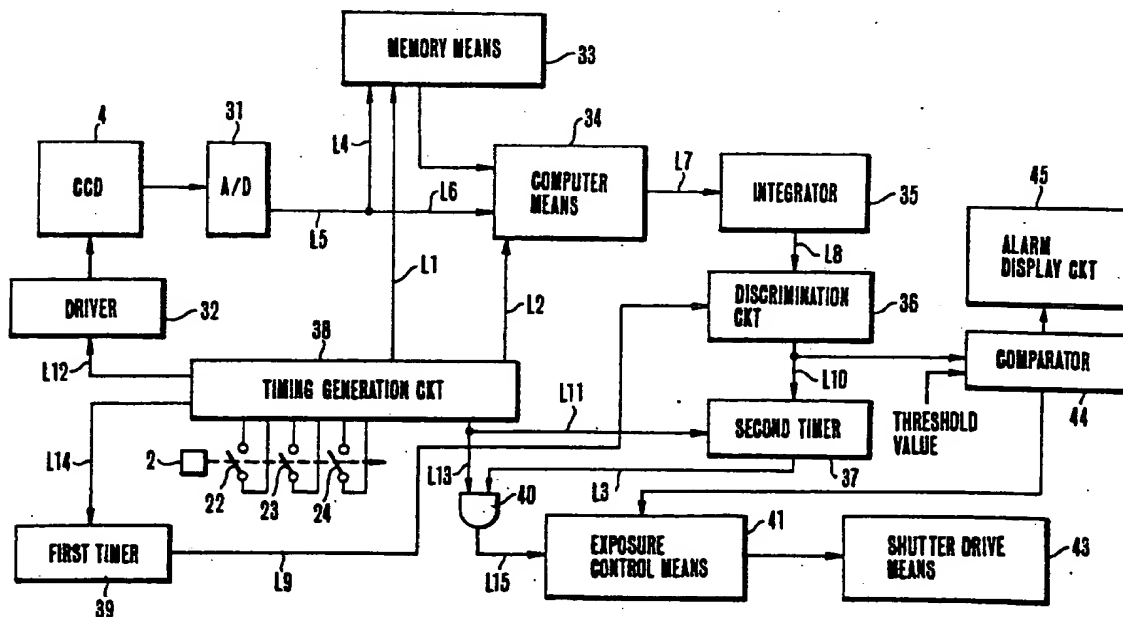 MEMORY MEANS
33
4
31
34
CCD
A/D
L4
COMPUTER
MEANS
L7
INTEGRATOR
35
45
L6
L5
L8
ALARM
DISPLAY CKT
L1
L2
DRIVER
32
DISCRIMINATION
CKT
36
38
L12
L10
COMPARATOR
TIMING GENERATION CKT
L11
THRESHOLD
VALUE
44
SECOND TIMER
L14
2
22
23
24
L13
40
L3
37
41
FIRST TIMER
39
L9
L15
EXPOSURE
CONTROL MEANS
SHUTTER DRIVE
MEANS
43